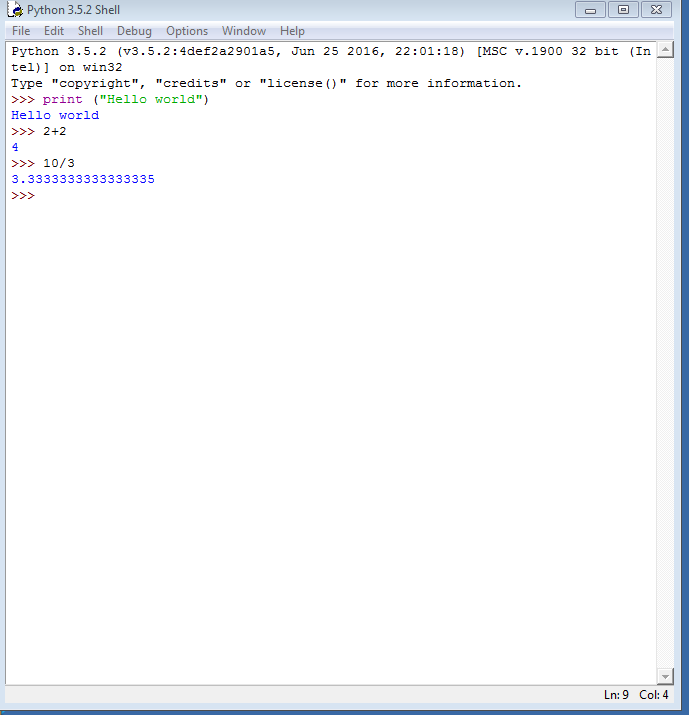 Python 3.5.2 Shell
File Edit Shell Debug Options Window Help
Python 3.5.2 (v3.5.2:4def2a2901a5, Jun 25 2016, 22:01:18) [MSC v.1900 32 bit (In
tel)] on win32
Type "copyright", "credits" or "license()" for more information.
>>> print ("Hello world")
Hello world
>>> 2+2
4
>>> 10/3
3.3333333333333335
>>>
Ln: 9 Col: 4